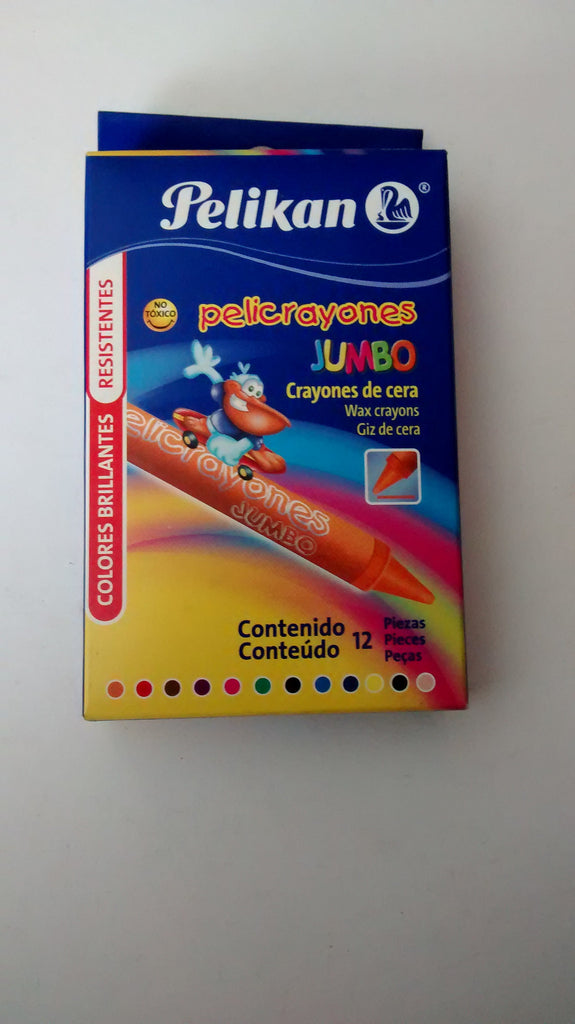 Pelikan®
NO
TÓXICO
pelicrayones
JUMBO
Crayones de cera
Wax crayons
Giz de cera
COLORES BRILLANTES RESISTENTES
elicrayones
JUMBO
Contenido
Conteúdo
12
Piezas
Pieces
Peças